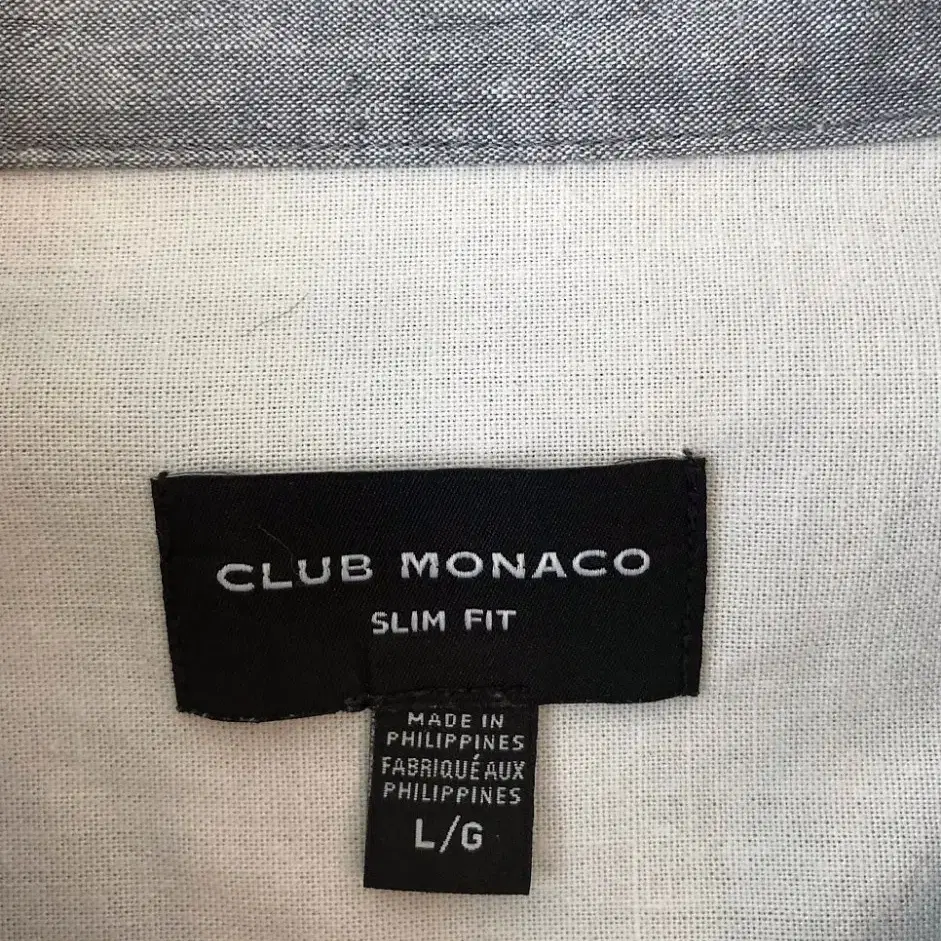 CLUB MONACO
SLIM FIT
MADE IN
PHILIPPINES
FABRIQUÉ AUX
PHILIPPINES
L/G